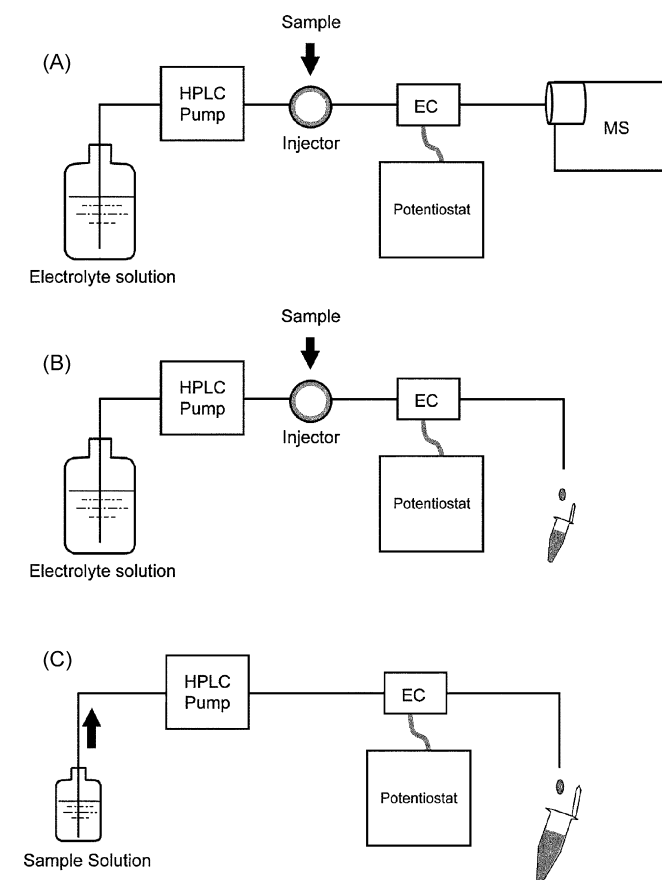 Sample
(A)
HPLC
Pump
EC
MS
Injector
Potentiostat
Electrolyte solution
Sample
(B)
HPLC
Pump
EC
Injector
Potentiostat
Electrolyte solution
(C)
HPLC
Pump
EC
Potentiostat
Sample Solution